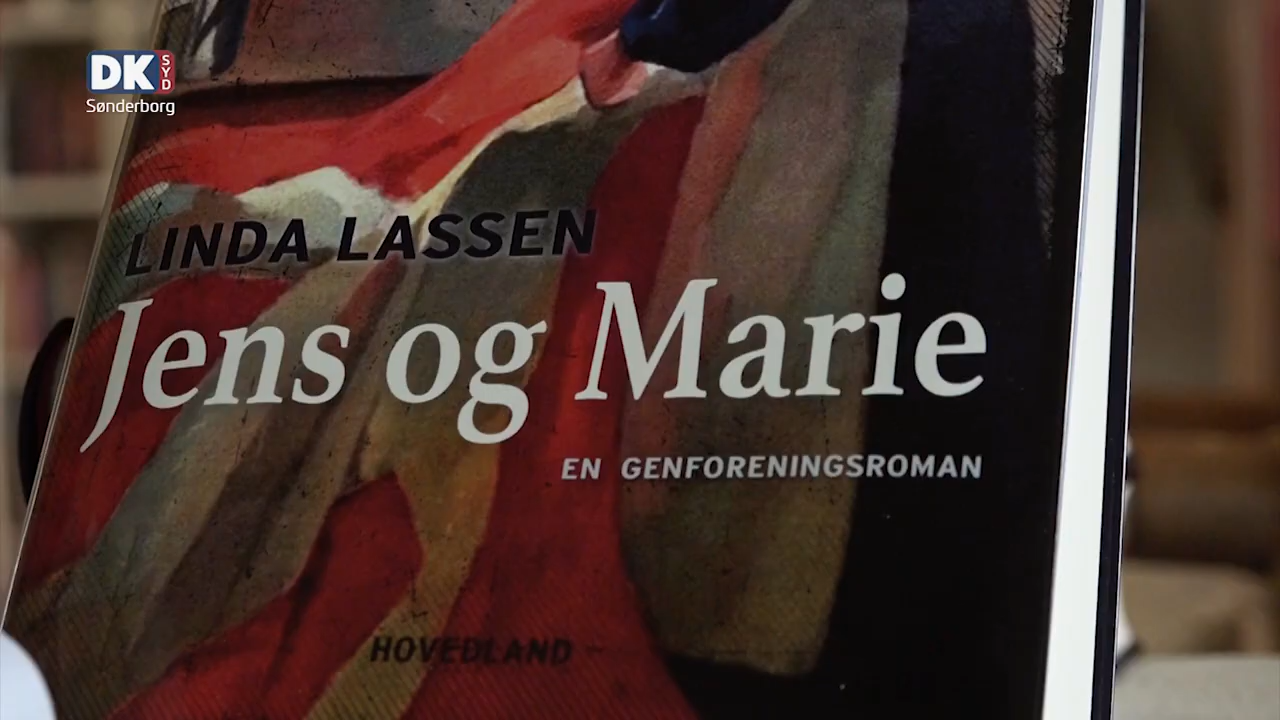 DK SYD
Sønderborg
LINDA LASSEN
Jens og Marie
EN GENFORENINGSROMAN
HOVEDLAND